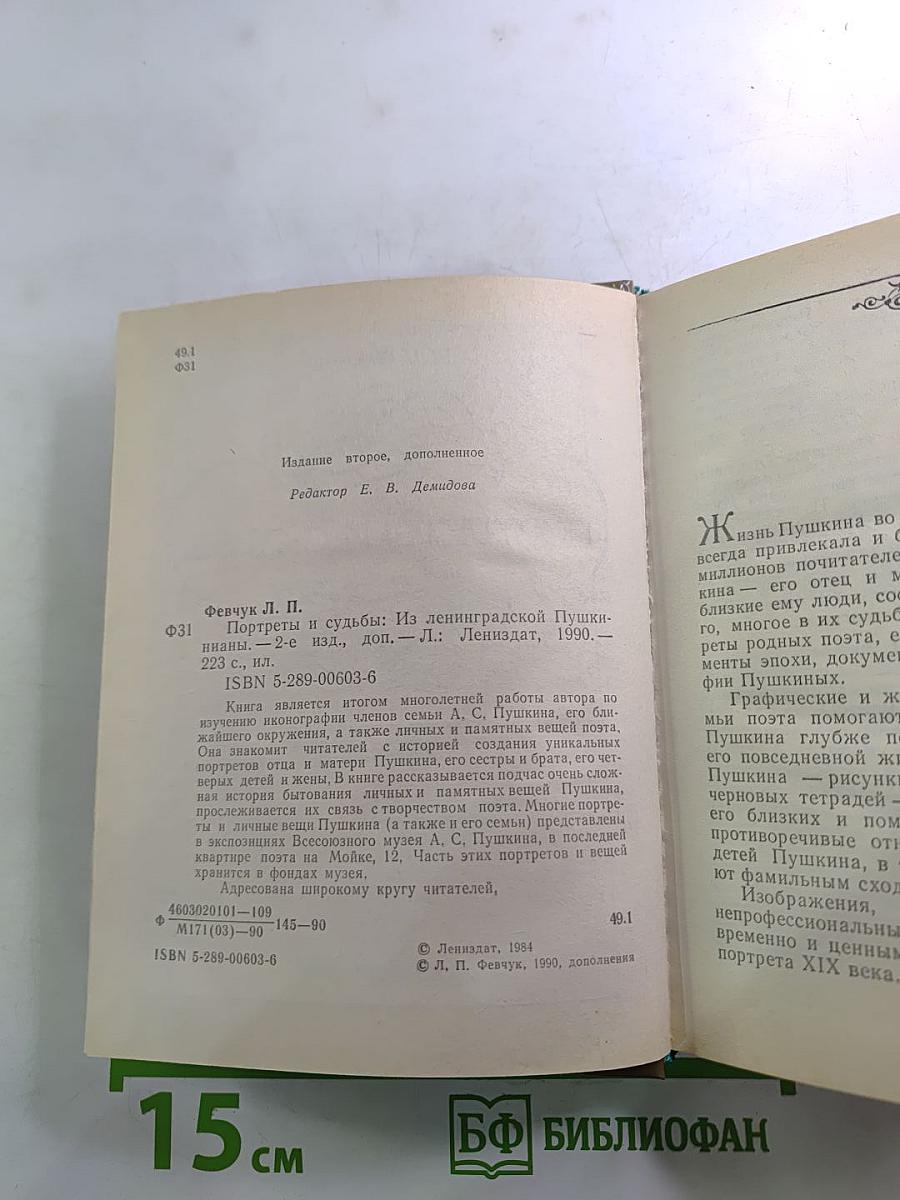 49.1
Ф31
Издание второе, дополненное
Редактор Е. В. Демидова
Февчук Л. П.
Ф31 Портреты и судьбы: Из ленинградской Пушки-
нианы. — 2-е изд., доп. — Л.: Лениздат, 1990. —
223 с., ил.
ISBN 5-289-00603-6
Книга является итогом многолетней работы автора по
изучению иконографии членов семьи А. С. Пушкина, его бли-
жайшего окружения, а также личных и памятных вещей поэта.
Она знакомит читателей с историей создания уникальных
портретов отца и матери Пушкина, его сестры и брата, его чет-
верых детей и жены. В книге рассказывается подчас очень слож-
ная история бытования личных и памятных вещей Пушкина,
прослеживается их связь с творчеством поэта. Многие портре-
ты и личные вещи Пушкина (а также и его семьи) представлены
в экспозициях Всесоюзного музея А. С. Пушкина, в последней
квартире поэта на Мойке, 12. Часть этих портретов и вещей
хранится в фондах музея.
Адресована широкому кругу читателей.
Ф 4603020101—109
М171(03)—90 145—90
49.1
ISBN 5-289-00603-6
© Лениздат, 1984
© Л. П. Февчук, 1990, дополнения
Жизнь Пушкина во
всегда привлекала и
миллионов почитателе
кина — его отец и м
близкие ему люди, сос
го, многое в их судьб
реты родных поэта, е
менты эпохи, докумен
фии Пушкиных.
Графические и ж
мьи поэта помогают
Пушкина глубже по
его повседневной жи
Пушкина — рисунки
черновых тетрадей —
его близких и пом
противоречивые отн
детей Пушкина, в
ют фамильным сход
Изображения,
непрофессиональны
временно и ценным
портрета XIX века.
15 см
БФ БИБЛИОФАН